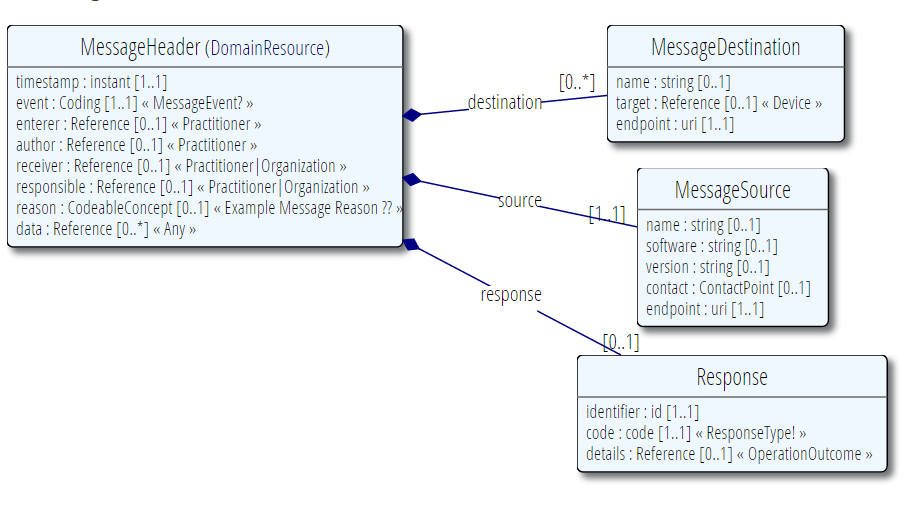 MessageHeader (DomainResource)
timestamp : instant [1..1]
event : Coding [1..1] « MessageEvent? »
enterer : Reference [0..1] « Practitioner »
author : Reference [0..1] « Practitioner »
receiver : Reference [0..1] « Practitioner|Organization »
responsible : Reference [0..1] « Practitioner|Organization »
reason : CodeableConcept [0..1] « Example Message Reason ?? »
data : Reference [0..*] « Any »
destination
[0..*]
MessageDestination
name : string [0..1]
target : Reference [0..1] « Device »
endpoint : uri [1..1]
source
[1..1]
MessageSource
name : string [0..1]
software : string [0..1]
version : string [0..1]
contact : ContactPoint [0..1]
endpoint : uri [1..1]
response
[0..1]
Response
identifier : id [1..1]
code : code [1..1] « ResponseType! »
details : Reference [0..1] « OperationOutcome »